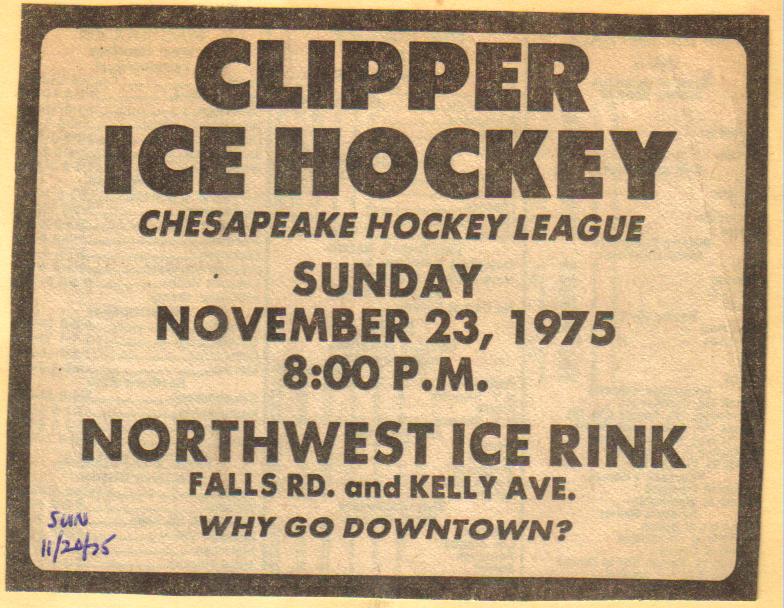 CLIPPER
ICE HOCKEY
CHESAPEAKE HOCKEY LEAGUE
SUNDAY
NOVEMBER 23, 1975
8:00 P.M.
NORTHWEST ICE RINK
FALLS RD. and KELLY AVE.
WHY GO DOWNTOWN?
SUN
11/20/75